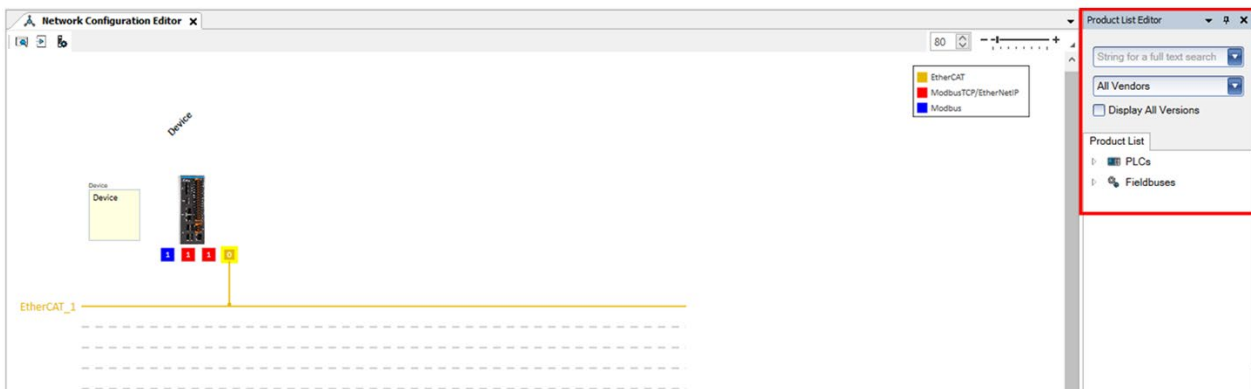 Network Configuration Editor x
80
EtherCAT
ModbusTCP/EtherNetIP
Modbus
Device
Device
Device
1 1 1 0
EtherCAT_1
Product List Editor
String for a full text search
All Vendors
Display All Versions
Product List
PLCs
Fieldbuses